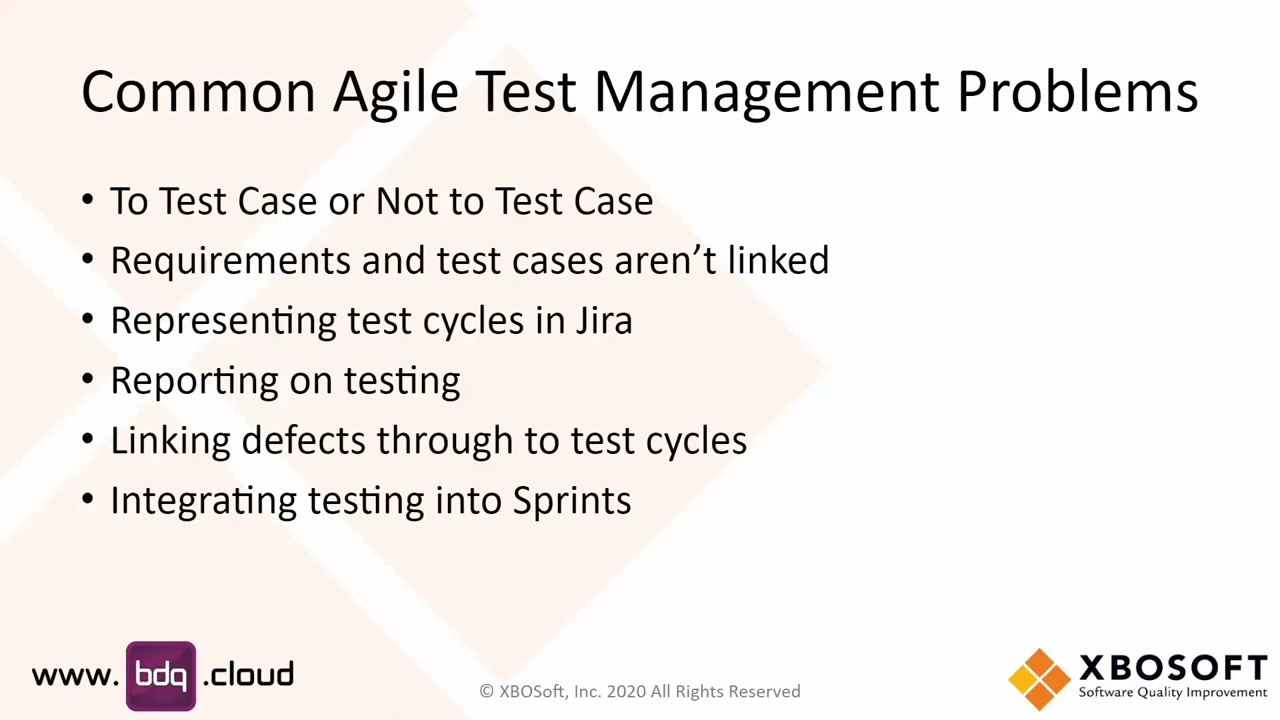 Common Agile Test Management Problems
• To Test Case or Not to Test Case
• Requirements and test cases aren’t linked
• Representing test cycles in Jira
• Reporting on testing
• Linking defects through to test cycles
• Integrating testing into Sprints
www.bdq.cloud
© XBOSoft, Inc. 2020 All Rights Reserved
XBOSOFT
Software Quality Improvement